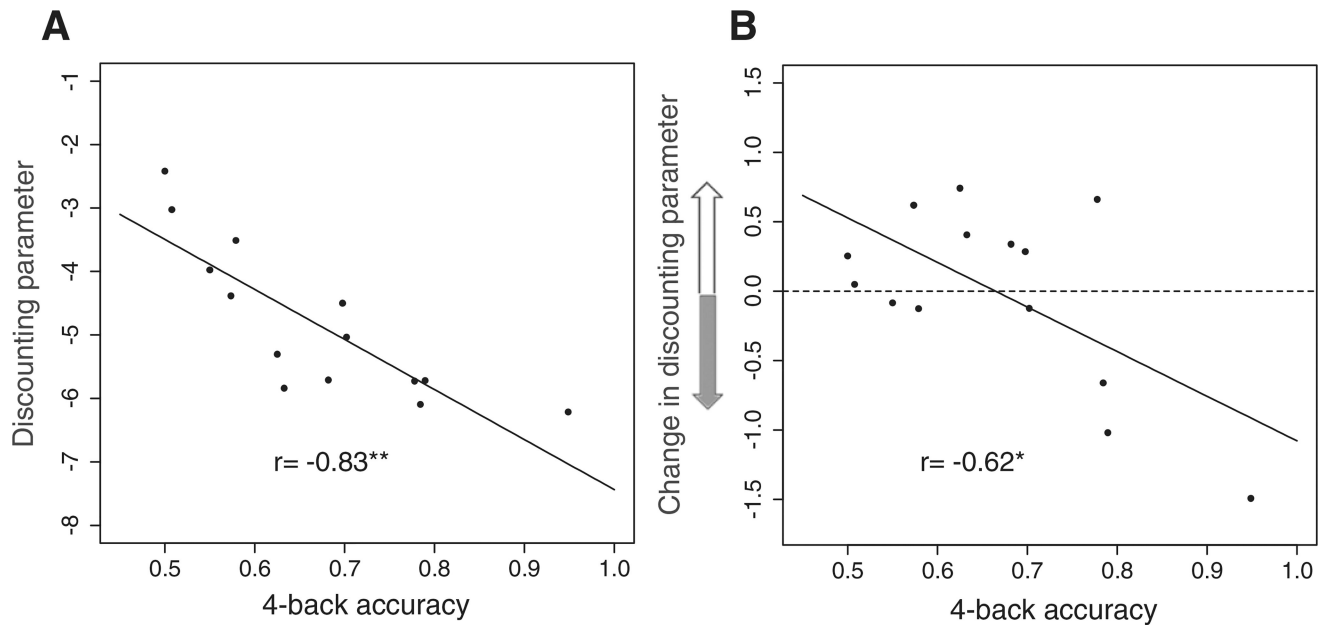 A
Discounting parameter
-1
-2
-3
-4
-5
-6
-7
-8
r= -0.83**
0.5 0.6 0.7 0.8 0.9 1.0
4-back accuracy
B
Change in discounting parameter
1.5
1.0
0.5
0.0
-0.5
-1.0
-1.5
r= -0.62*
0.5 0.6 0.7 0.8 0.9 1.0
4-back accuracy